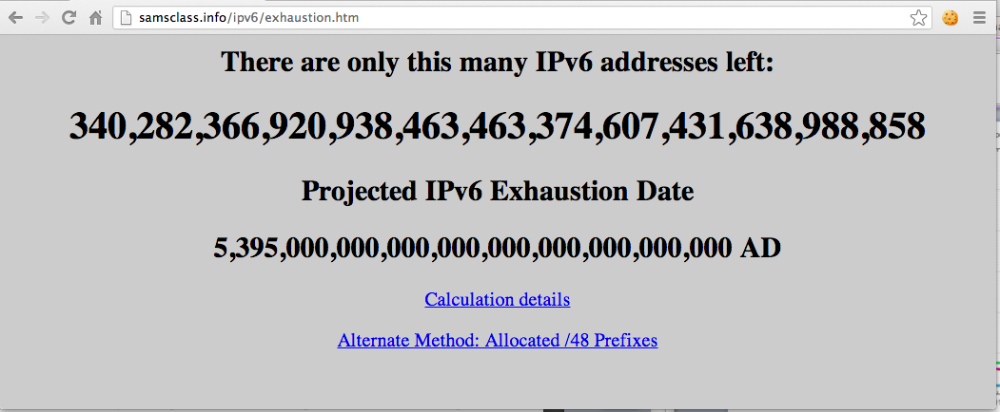 samsclass.info/ipv6/exhaustion.htm
There are only this many IPv6 addresses left:
340,282,366,920,938,463,463,374,607,431,638,988,858
Projected IPv6 Exhaustion Date
5,395,000,000,000,000,000,000,000,000,000 AD
Calculation details
Alternate Method: Allocated /48 Prefixes